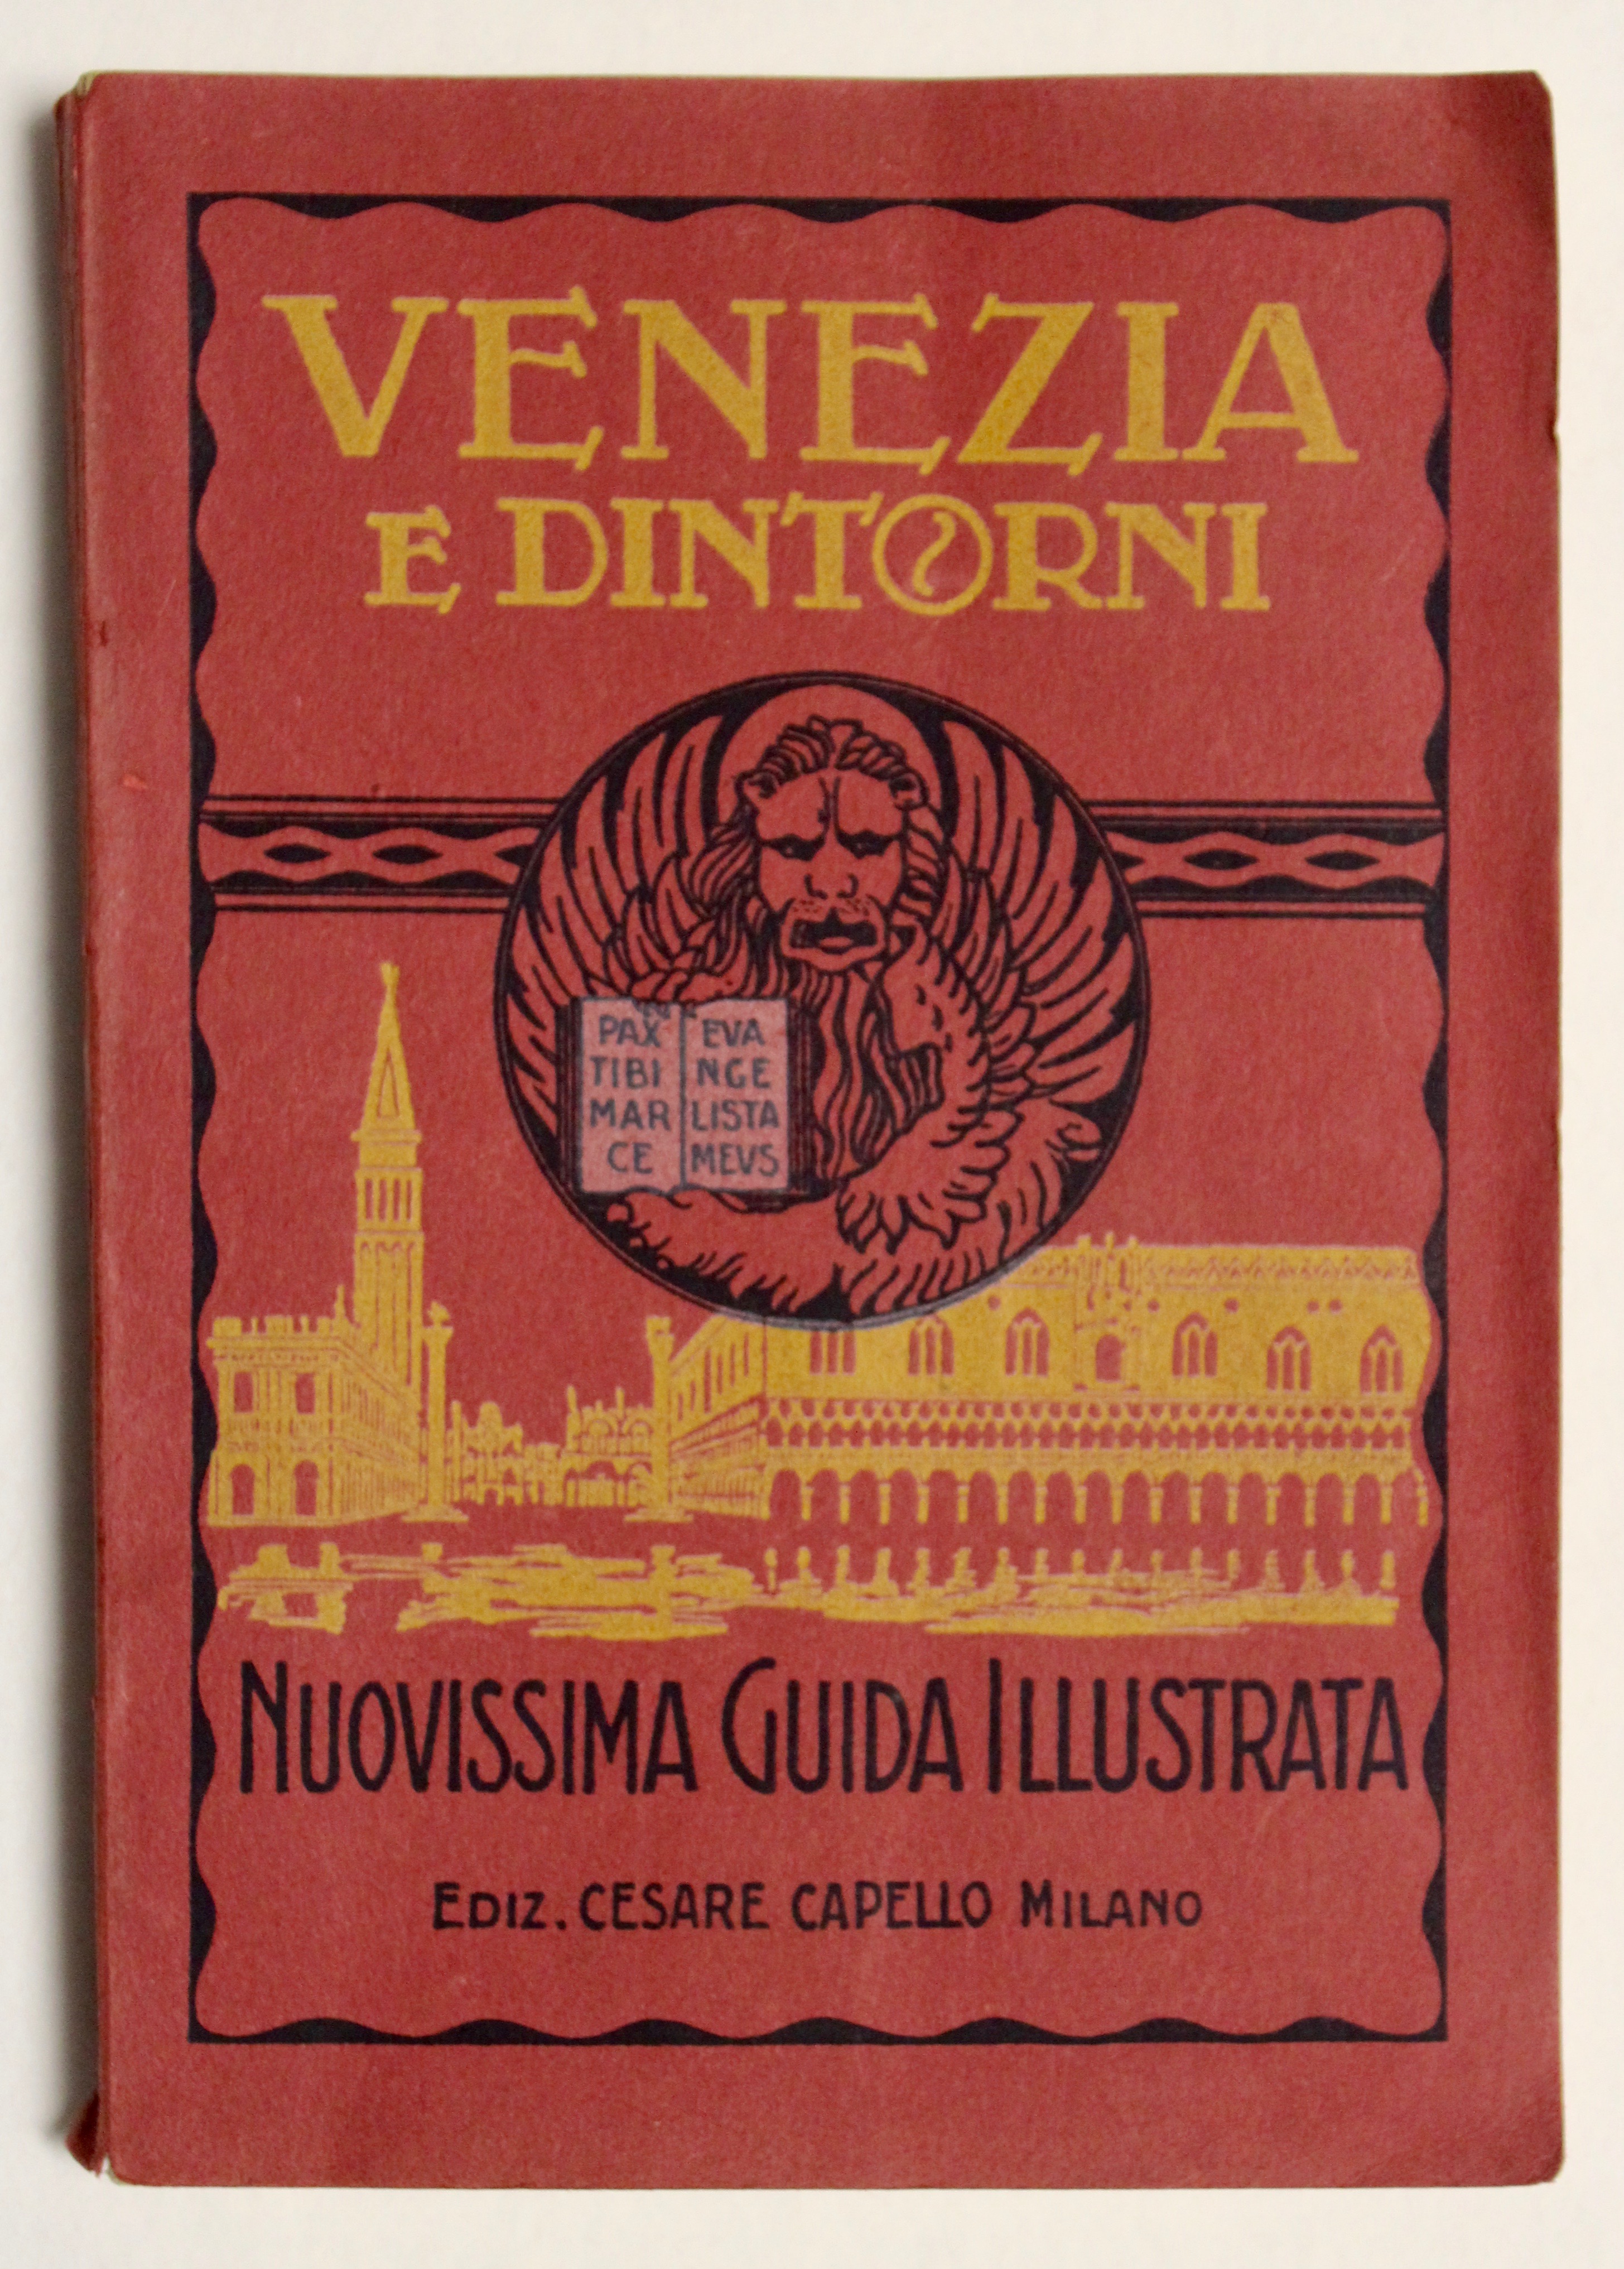 VENEZIA
E DINTORNI
PAX
TIBI
MAR
CE
EVA
NGE
LISTA
MEVS
NUOVISSIMA GUIDA ILLUSTRATA
EDIZ. CESARE CAPELLO MILANO